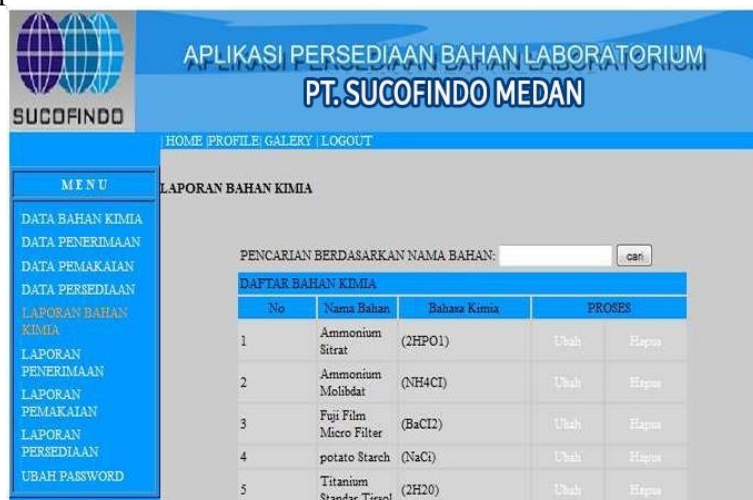 SUCOFINDO
APLIKASI PERSEDIAAN BAHAN LABORATORIUM
PT. SUCOFINDO MEDAN
| HOME |PROFILE| GALERY | LOGOUT
MENU
DATA BAHAN KIMIA
DATA PENERIMAAN
DATA PEMAKAIAN
DATA PERSEDIAAN
LAPORAN BAHAN
KIMIA
LAPORAN
PENERIMAAN
LAPORAN
PEMAKAIAN
LAPORAN
PERSEDIAAN
UBAH PASSWORD
LAPORAN BAHAN KIMIA
PENCARIAN BERDASARKAN NAMA BAHAN: cari
DAFTAR BAHAN KIMIA
No Nama Bahan Bahasa Kimia PROSES
1 Ammonium
Sitrat (2HPO1) Ubah Hapus
2 Ammonium
Molibdat (NH4CI) Ubah Hapus
3 Fuji Film
Micro Filter (BaCI2) Ubah Hapus
4 potato Starch (NaCi) Ubah Hapus
5 Titanium
Standar Tirsol (2H20) Ubah Hapus